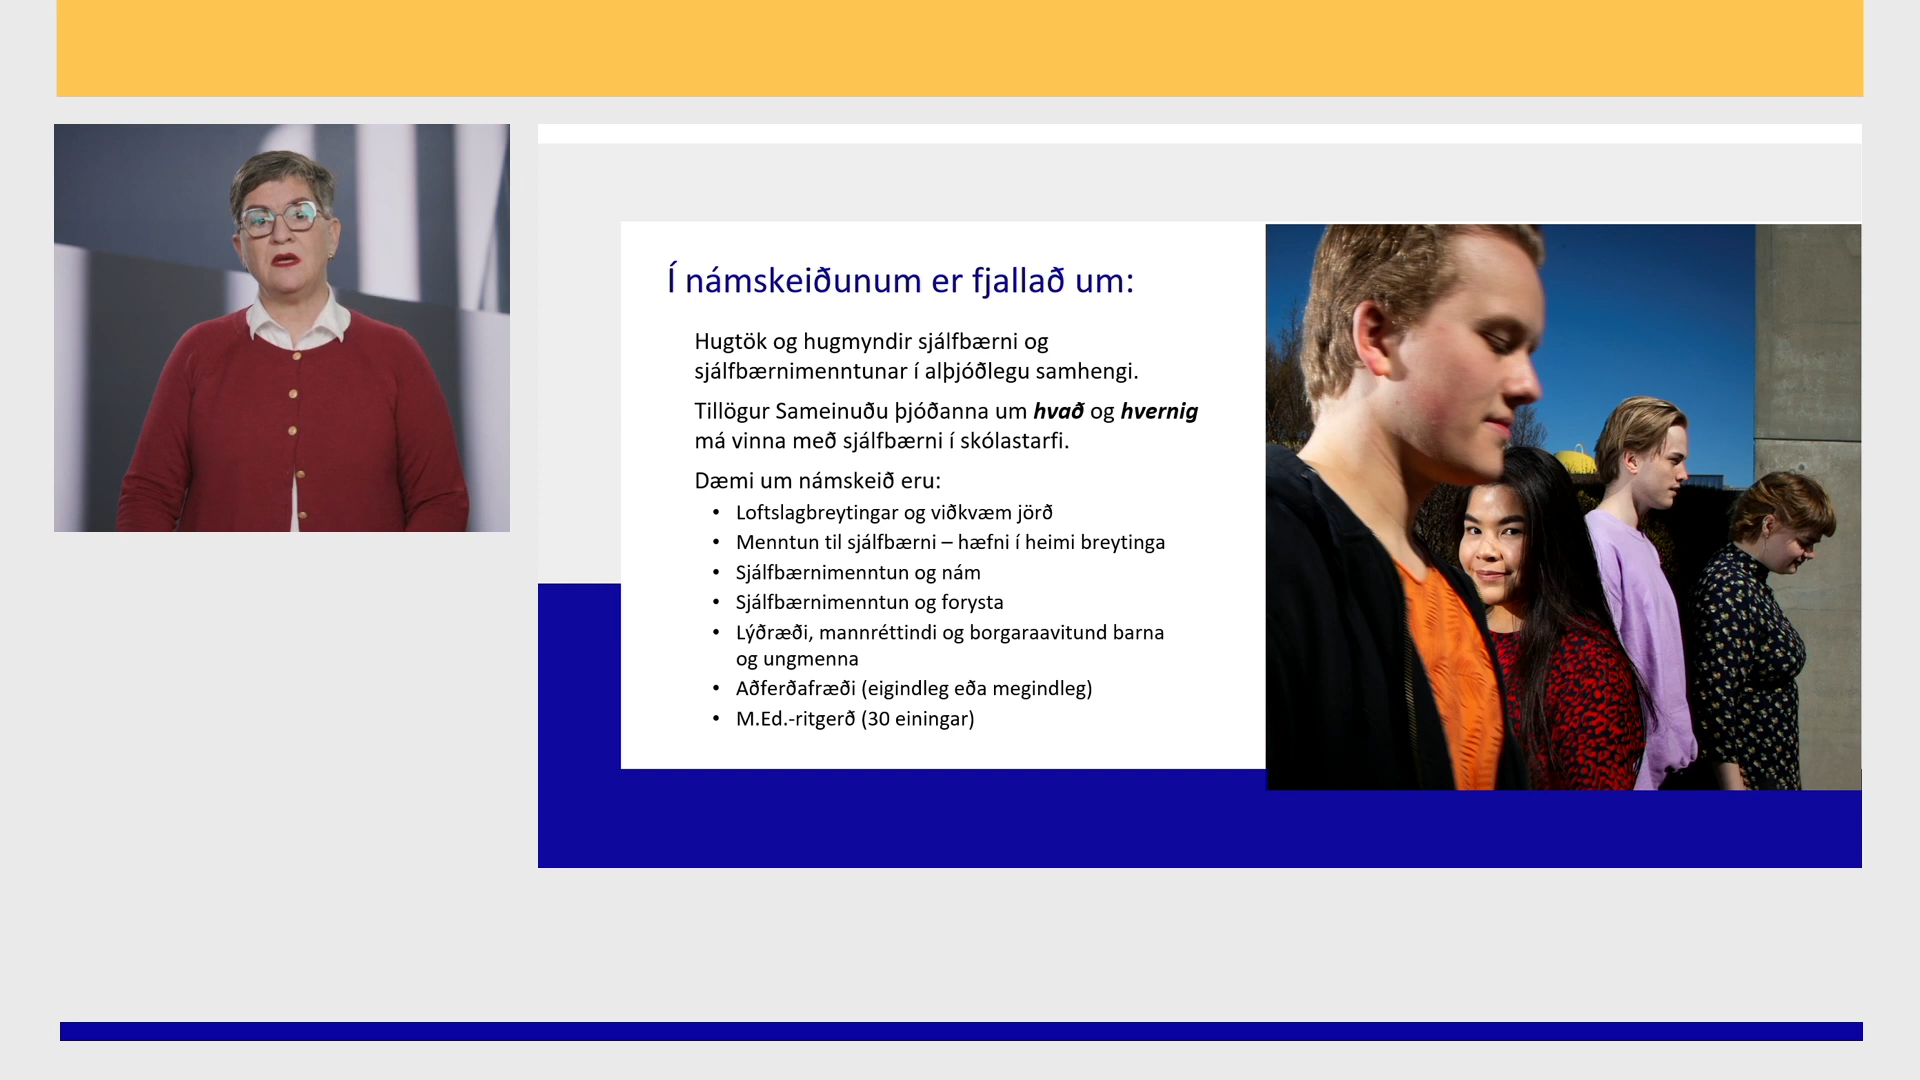 Í námskeiðunum er fjallað um:
Hugtök og hugmyndir sjálfbærni og
sjálfbærnimenntunar í alþjóðlegu samhengi.
Tillögur Sameinuðu þjóðanna um hvað og hvernig
má vinna með sjálfbærni í skólastarfi.
Dæmi um námskeið eru:
• Loftslagbreytingar og viðkvæm jörð
• Menntun til sjálfbærni – hæfni í heimi breytinga
• Sjálfbærnimenntun og nám
• Sjálfbærnimenntun og forysta
• Lýðræði, mannréttindi og borgaraavitund barna
og ungmenna
• Aðferðafræði (eigindleg eða megindleg)
• M.Ed.-ritgerð (30 einingar)